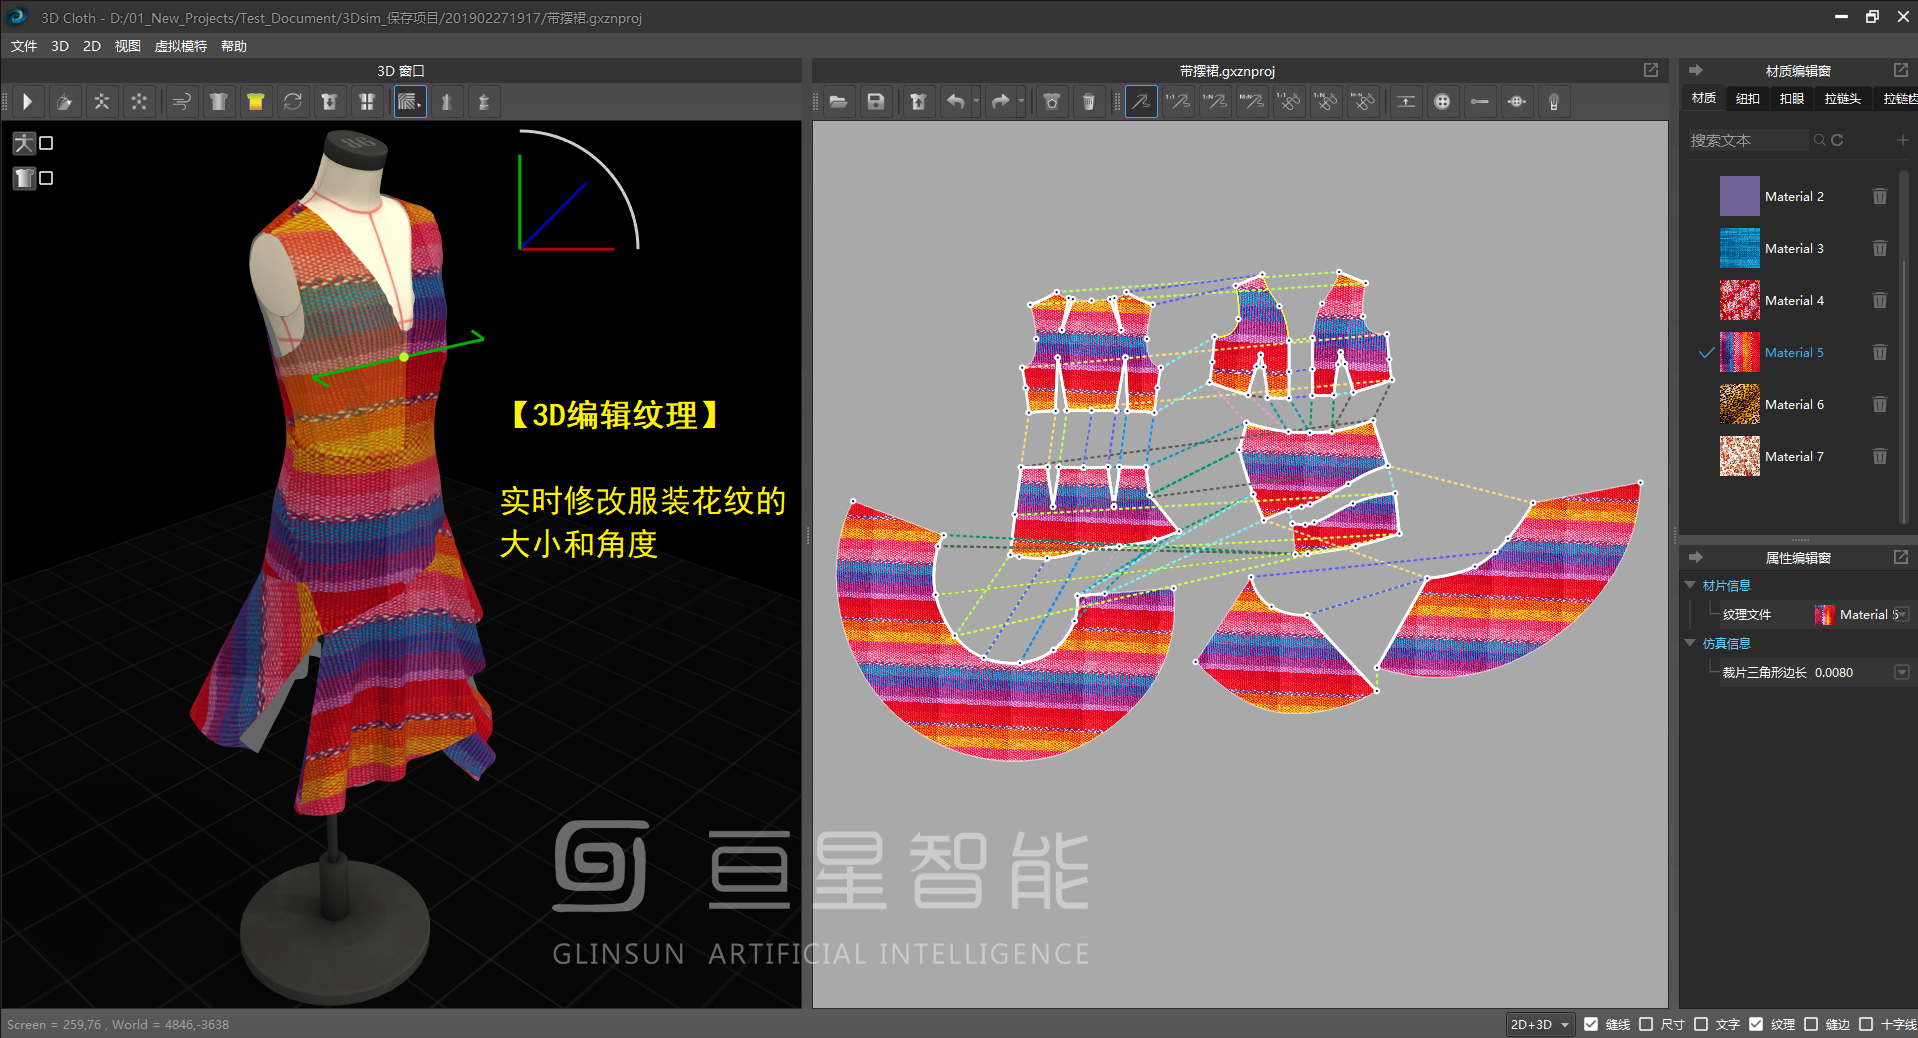 3D Cloth - D:/01_New_Projects/Test_Document/3Dsim_保存项目/201902271917/带摆裙.gxznproj
文件 3D 2D 视图 虚拟模特 帮助
3D 窗口
带摆裙.gxznproj
材质编辑窗
材质 纽扣 扣眼 拉链头 拉链齿
搜索文本
Material 2
Material 3
Material 4
Material 5
Material 6
Material 7
【3D编辑纹理】
实时修改服装花纹的
大小和角度
属性编辑窗
材片信息
纹理文件 Material 5
仿真信息
裁片三角形边长 0.0080
亘星智能
GLINSUN ARTIFICIAL INTELLIGENCE
Screen = 259,76 , World = 4846,-3638
2D+3D 缝线 尺寸 文字 纹理 缝边 十字线